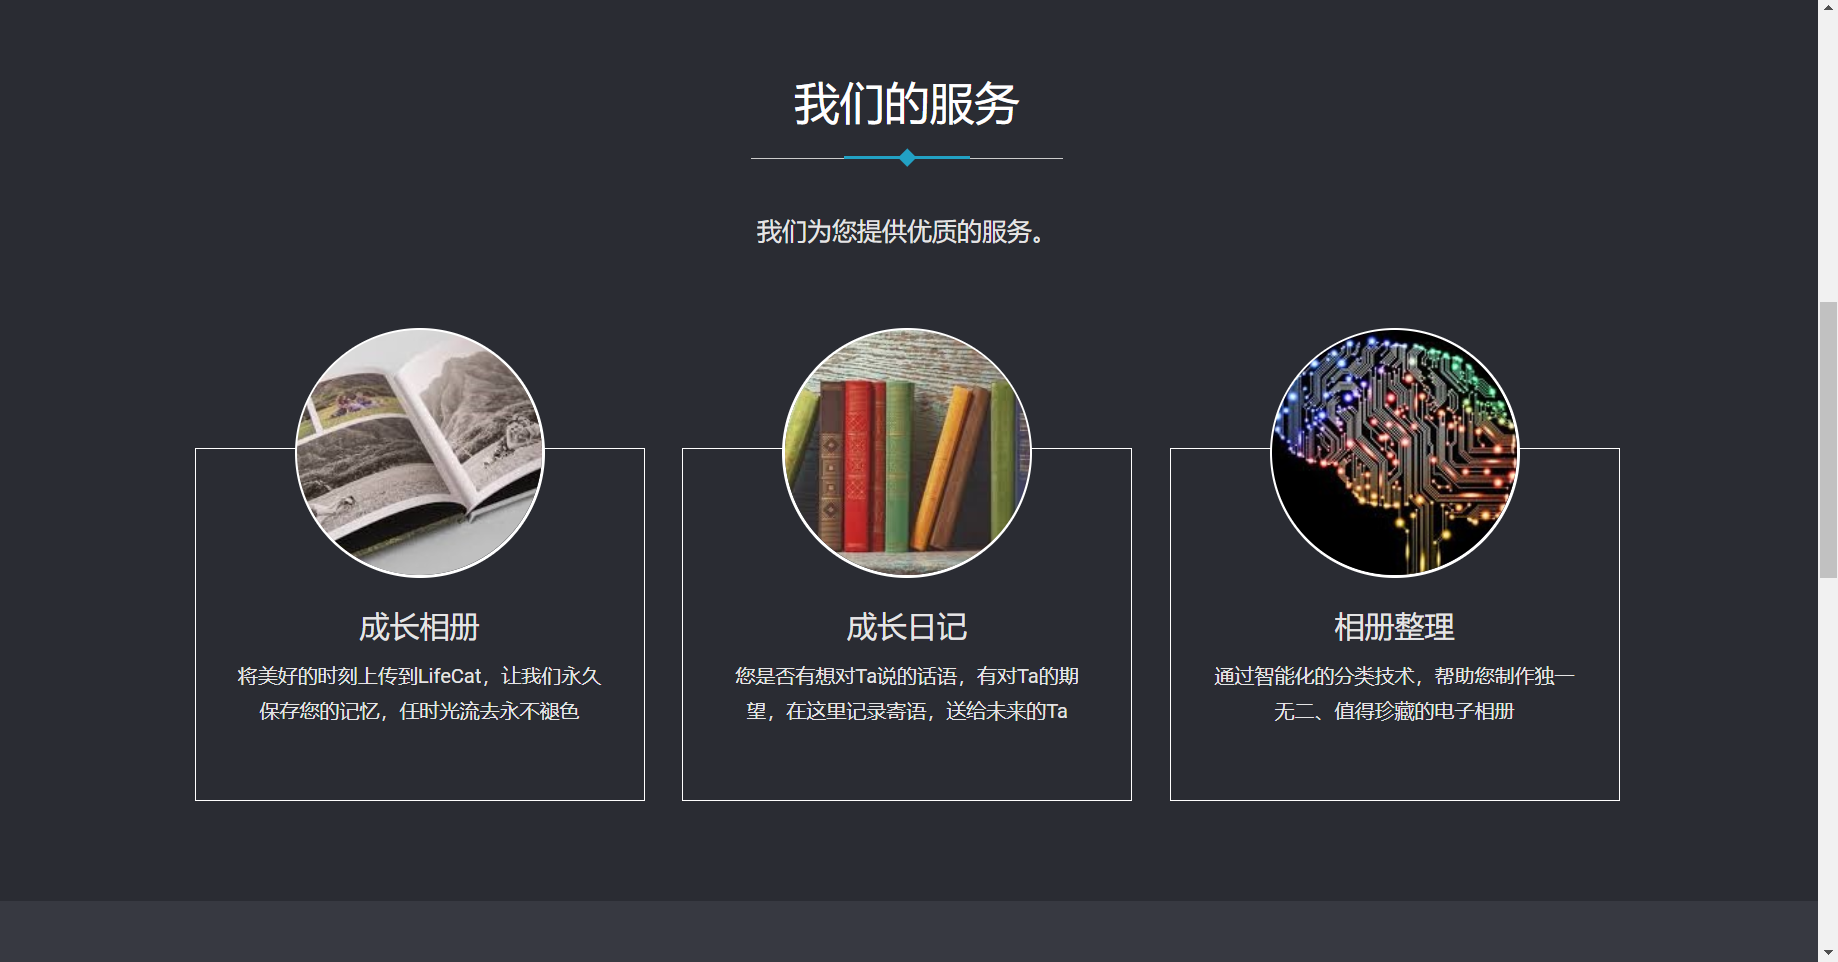 我们的服务
我们为您提供优质的服务。
成长相册
将美好的时刻上传到LifeCat，让我们永久
保存您的记忆，任时光流去永不褪色
成长日记
您是否有想对Ta说的话语，有对Ta的期
望，在这里记录寄语，送给未来的Ta
相册整理
通过智能化的分类技术，帮助您制作独一
无二、值得珍藏的电子相册